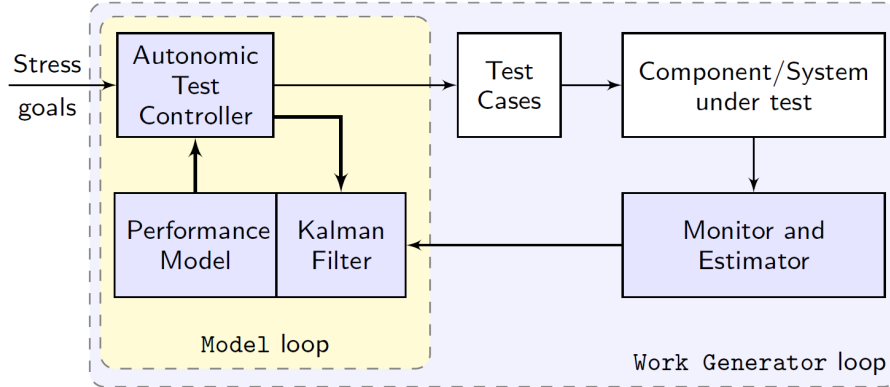 Stress
goals
Autonomic
Test
Controller
Test
Cases
Component/System
under test
Performance
Model
Kalman
Filter
Monitor and
Estimator
Model loop
Work Generator loop